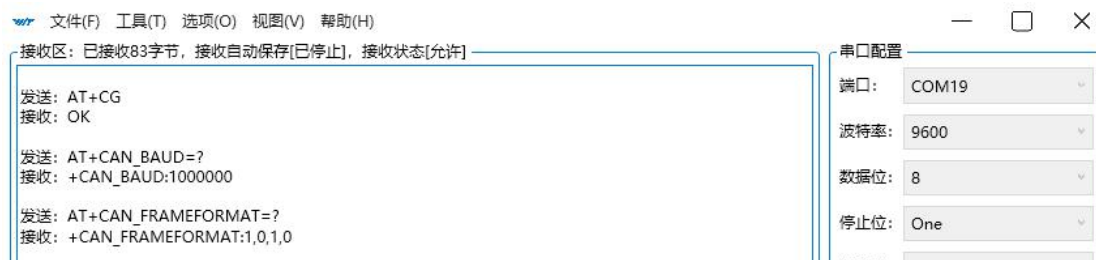 文件(F) 工具(T) 选项(O) 视图(V) 帮助(H)
接收区：已接收83字节，接收自动保存[已停止]，接收状态[允许]
发送：AT+CG
接收：OK
发送：AT+CAN_BAUD=?
接收：+CAN_BAUD:1000000
发送：AT+CAN_FRAMEFORMAT=?
接收：+CAN_FRAMEFORMAT:1,0,1,0
串口配置
端口： COM19
波特率： 9600
数据位： 8
停止位： One